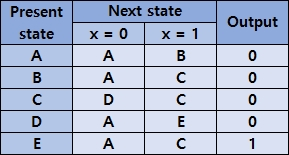 Present state Next state Output
x = 0 x = 1
A A B 0
B A C 0
C D C 0
D A E 0
E A C 1